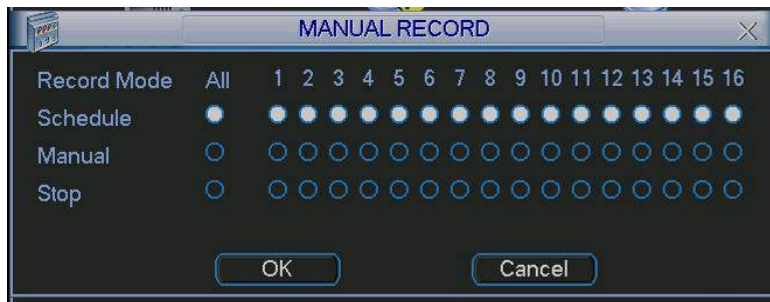 MANUAL RECORD
Record Mode All 1 2 3 4 5 6 7 8 9 10 11 12 13 14 15 16
Schedule
Manual
Stop
OK Cancel